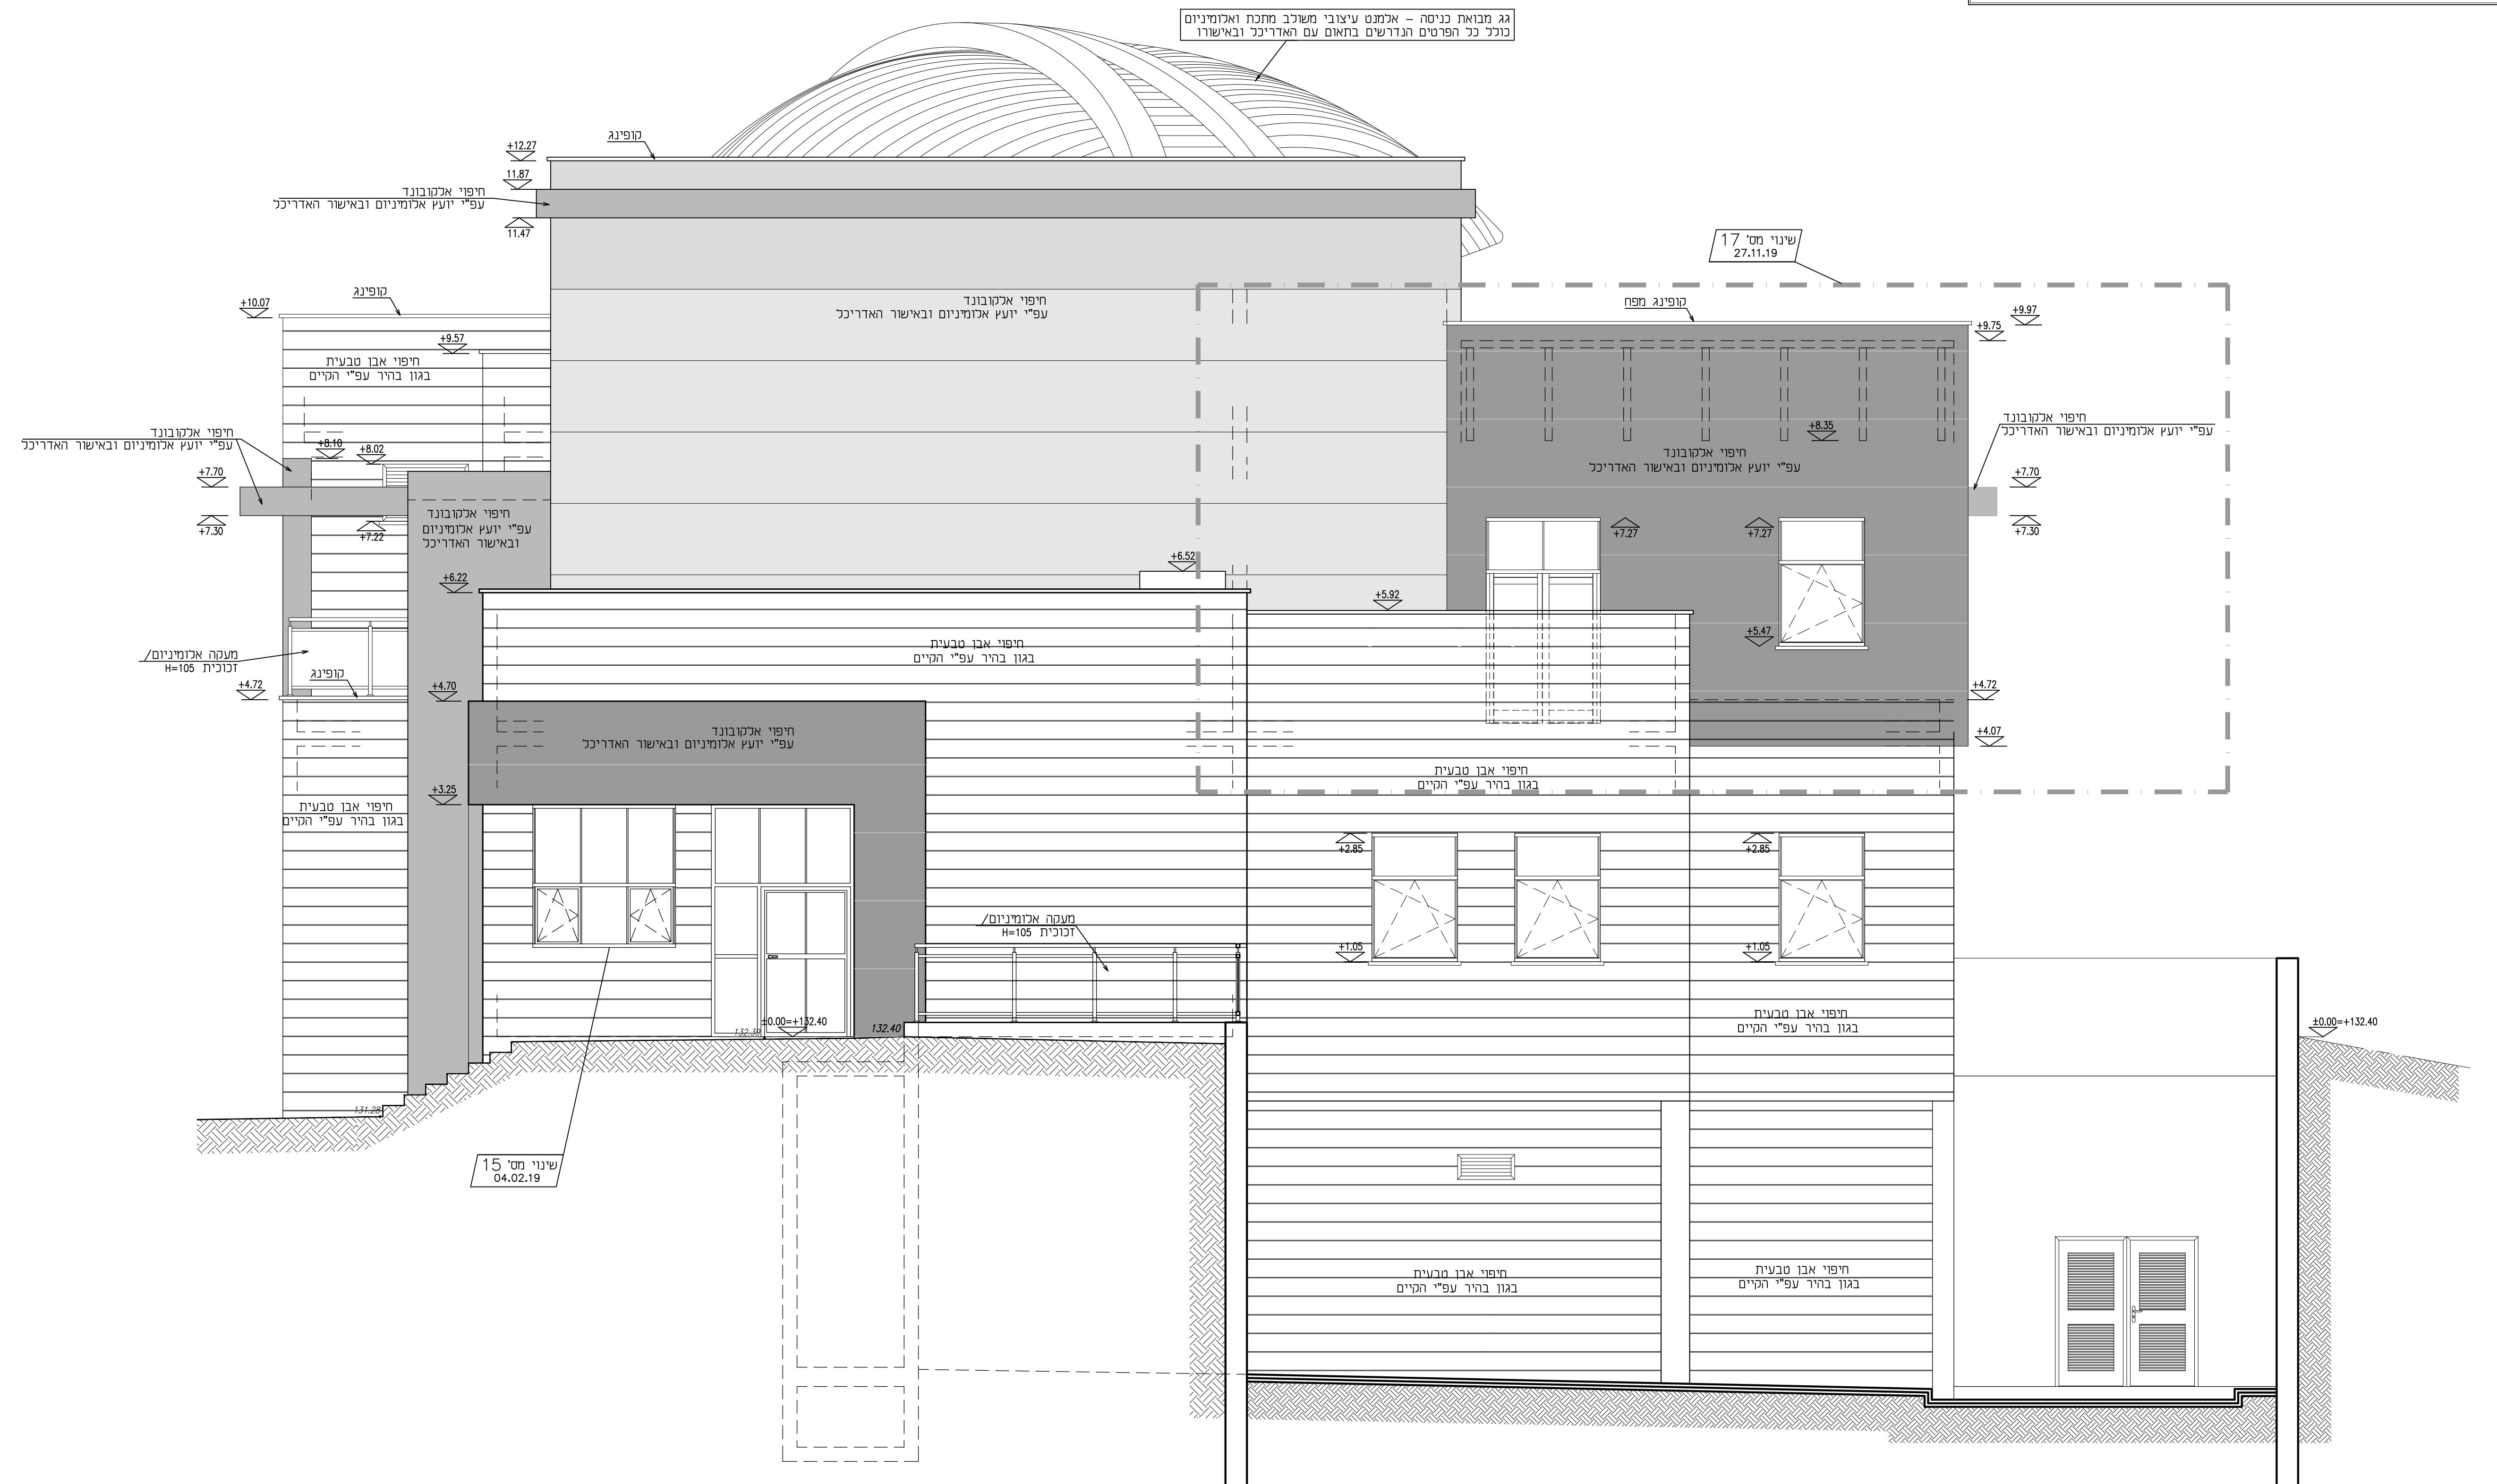 גג מבואת כניסה - אלמנט עיצובי משולב מתכת ואלומיניום
כולל כל הפרטים הנדרשים בתאום עם האדריכל ובאישורו
קופינג
+12.27
11.87
חיפוי אלקובונד
עפ"י יועץ אלומיניום ובאישור האדריכל
11.47
שינוי מס' 17
27.11.19
קופינג
+10.07
חיפוי אלקובונד
עפ"י יועץ אלומיניום ובאישור האדריכל
קופינג מפח
+9.97
+9.75
+9.57
חיפוי אבן טבעית
בגון בהיר עפ"י הקיים
חיפוי אלקובונד
עפ"י יועץ אלומיניום ובאישור האדריכל
+8.10
+8.02
+7.70
+7.30
+7.22
חיפוי אלקובונד
עפ"י יועץ אלומיניום
ובאישור האדריכל
+8.35
חיפוי אלקובונד
עפ"י יועץ אלומיניום ובאישור האדריכל
חיפוי אלקובונד
עפ"י יועץ אלומיניום ובאישור האדריכל
+7.70
+7.30
+7.27
+7.27
+6.52
+6.22
+5.92
+5.47
חיפוי אבן טבעית
בגון בהיר עפ"י הקיים
מעקה אלומיניום/
זכוכית H=105
קופינג
+4.72
+4.70
+4.72
+4.07
חיפוי אלקובונד
עפ"י יועץ אלומיניום ובאישור האדריכל
חיפוי אבן טבעית
בגון בהיר עפ"י הקיים
+3.25
חיפוי אבן טבעית
בגון בהיר עפ"י הקיים
+2.85
+2.85
מעקה אלומיניום/
זכוכית H=105
+1.05
+1.05
חיפוי אבן טבעית
בגון בהיר עפ"י הקיים
132.39
±0.00=+132.40
132.40
±0.00=+132.40
131.28
שינוי מס' 15
04.02.19
חיפוי אבן טבעית
בגון בהיר עפ"י הקיים
חיפוי אבן טבעית
בגון בהיר עפ"י הקיים